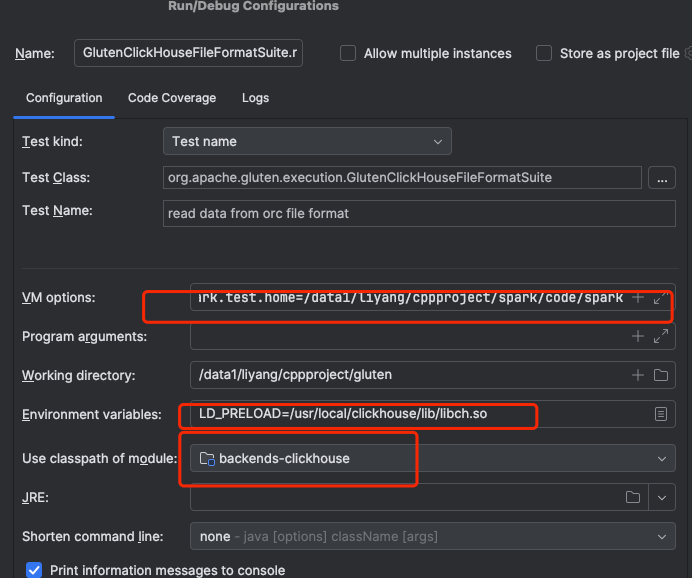 Run/Debug Configurations
Name: GlutenClickHouseFileFormatSuite.r Allow multiple instances Store as project file
Configuration Code Coverage Logs
Test kind: Test name
Test Class: org.apache.gluten.execution.GlutenClickHouseFileFormatSuite ...
Test Name: read data from orc file format
VM options: ark.test.home=/data1/liyang/cppproject/spark/code/spark
Program arguments:
Working directory: /data1/liyang/cppproject/gluten
Environment variables: LD_PRELOAD=/usr/local/clickhouse/lib/libch.so
Use classpath of module: backends-clickhouse
JRE:
Shorten command line: none - java [options] className [args]
Print information messages to console